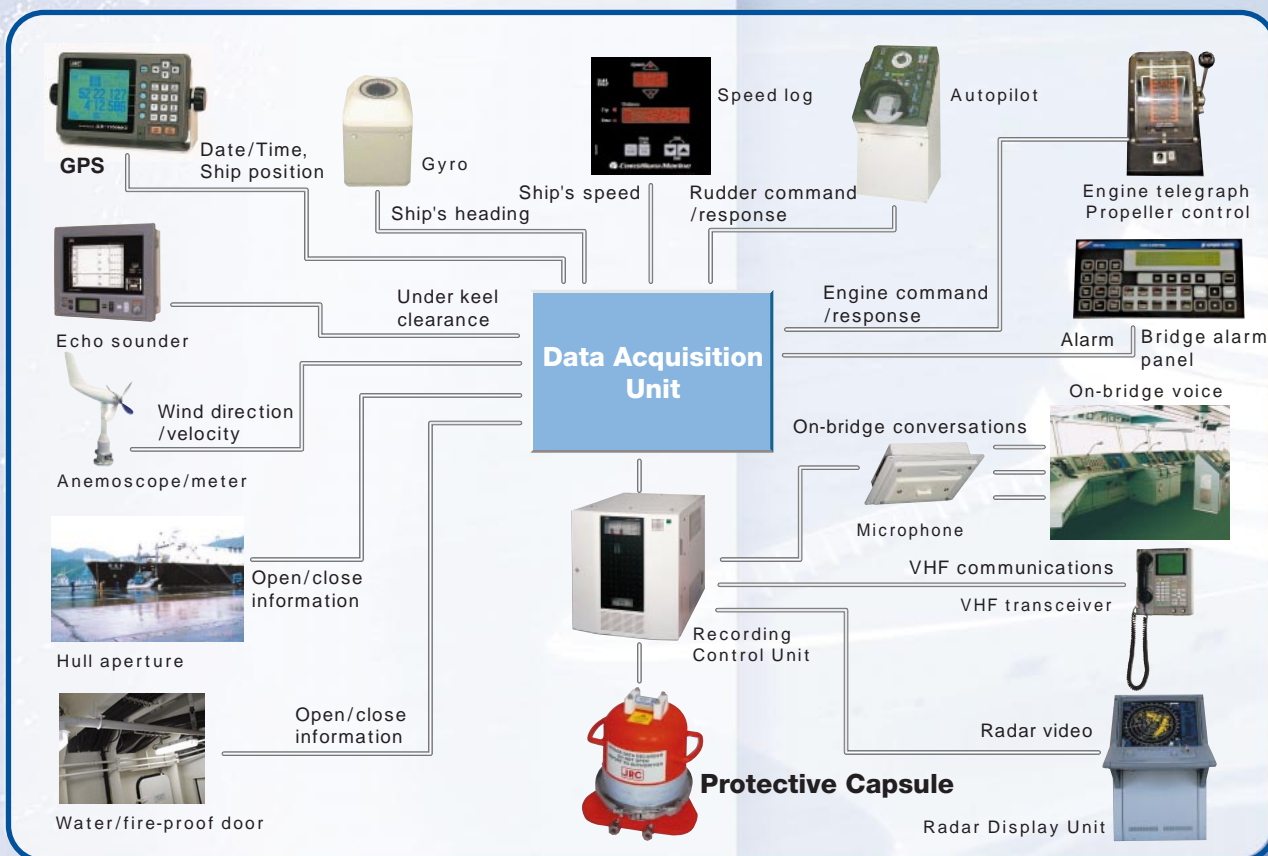 GPS
Date/Time,
Ship position
Gyro
Ship's heading
Speed log
Ship's speed
Autopilot
Rudder command
/response
Engine telegraph
Propeller control
Engine command
/response
Echo sounder
Under keel
clearance
Data Acquisition
Unit
Alarm
Bridge alarm
panel
Anemoscope/meter
Wind direction
/velocity
On-bridge voice
On-bridge conversations
Microphone
Hull aperture
Open/close
information
VHF communications
VHF transceiver
Recording
Control Unit
Water/fire-proof door
Open/close
information
JRC
Protective Capsule
Radar video
Radar Display Unit